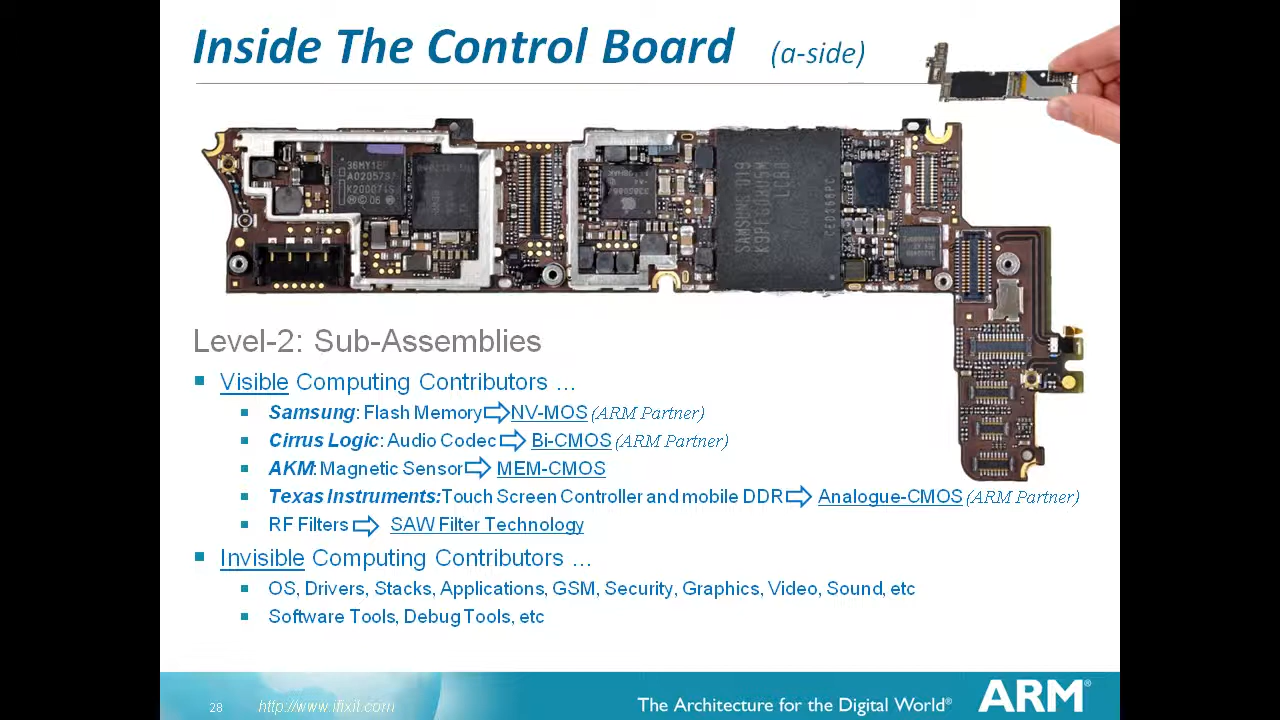 Inside The Control Board (a-side)
36MY1EF
A0205797
SAMSUNG 019
Level-2: Sub-Assemblies
Visible Computing Contributors ...
Samsung: Flash Memory NV-MOS (ARM Partner)
Cirrus Logic: Audio Codec Bi-CMOS (ARM Partner)
AKM: Magnetic Sensor MEM-CMOS
Texas Instruments:Touch Screen Controller and mobile DDR Analogue-CMOS (ARM Partner)
RF Filters SAW Filter Technology
Invisible Computing Contributors ...
OS, Drivers, Stacks, Applications, GSM, Security, Graphics, Video, Sound, etc
Software Tools, Debug Tools, etc
28 http://www.ifixit.com
The Architecture for the Digital World® ARM®